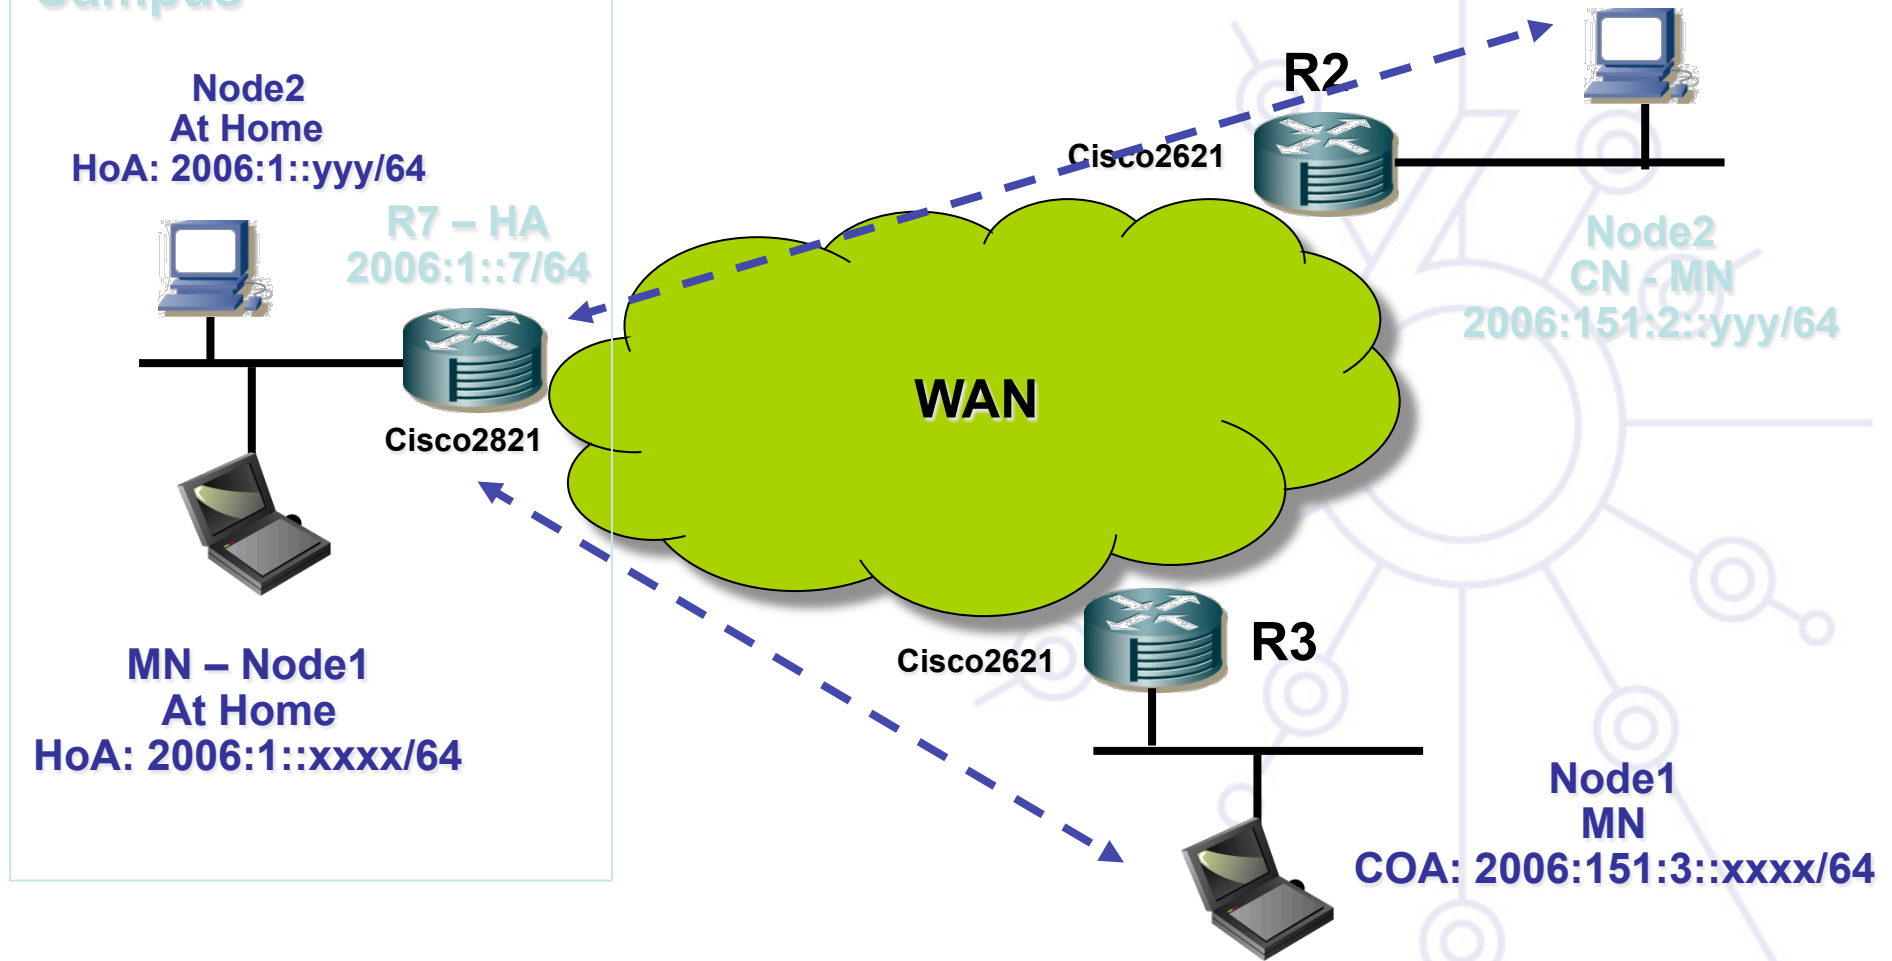 Campus
Node2
At Home
HoA: 2006:1::yyy/64
R7 – HA
2006:1::7/64
Cisco2821
MN – Node1
At Home
HoA: 2006:1::xxxx/64
WAN
R2
Cisco2621
Node2
CN - MN
2006:151:2::yyy/64
Cisco2621
R3
Node1
MN
COA: 2006:151:3::xxxx/64